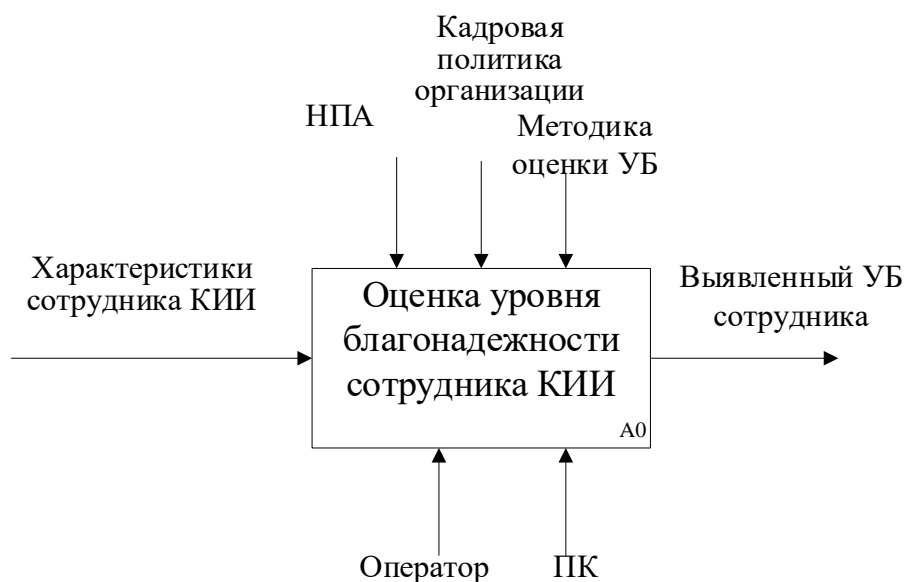 Кадровая
политика
организации
НПА
Методика
оценки УБ
Характеристики
сотрудника КИИ
Оценка уровня
благонадежности
сотрудника КИИ
A0
Выявленный УБ
сотрудника
Оператор
ПК